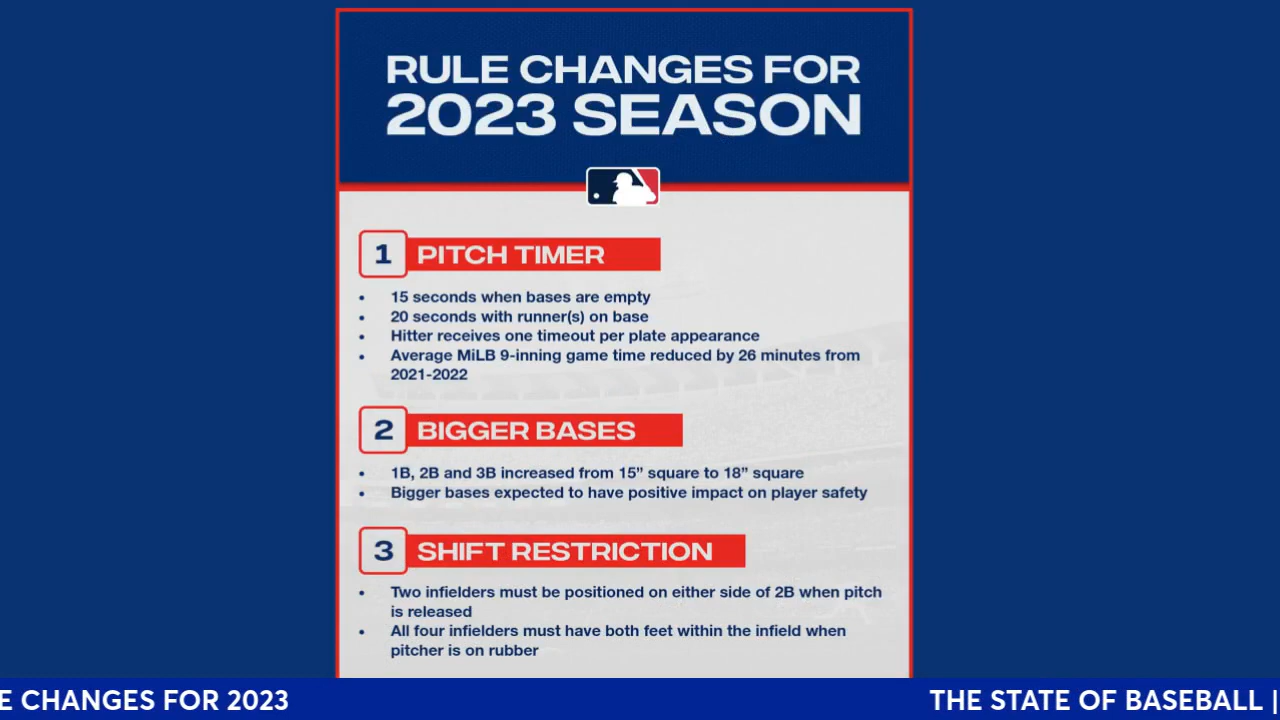 RULE CHANGES FOR
2023 SEASON
1 PITCH TIMER
• 15 seconds when bases are empty
• 20 seconds with runner(s) on base
• Hitter receives one timeout per plate appearance
• Average MiLB 9-inning game time reduced by 26 minutes from
2021-2022
2 BIGGER BASES
• 1B, 2B and 3B increased from 15” square to 18” square
• Bigger bases expected to have positive impact on player safety
3 SHIFT RESTRICTION
• Two infielders must be positioned on either side of 2B when pitch
is released
• All four infielders must have both feet within the infield when
pitcher is on rubber
E CHANGES FOR 2023 THE STATE OF BASEBALL |